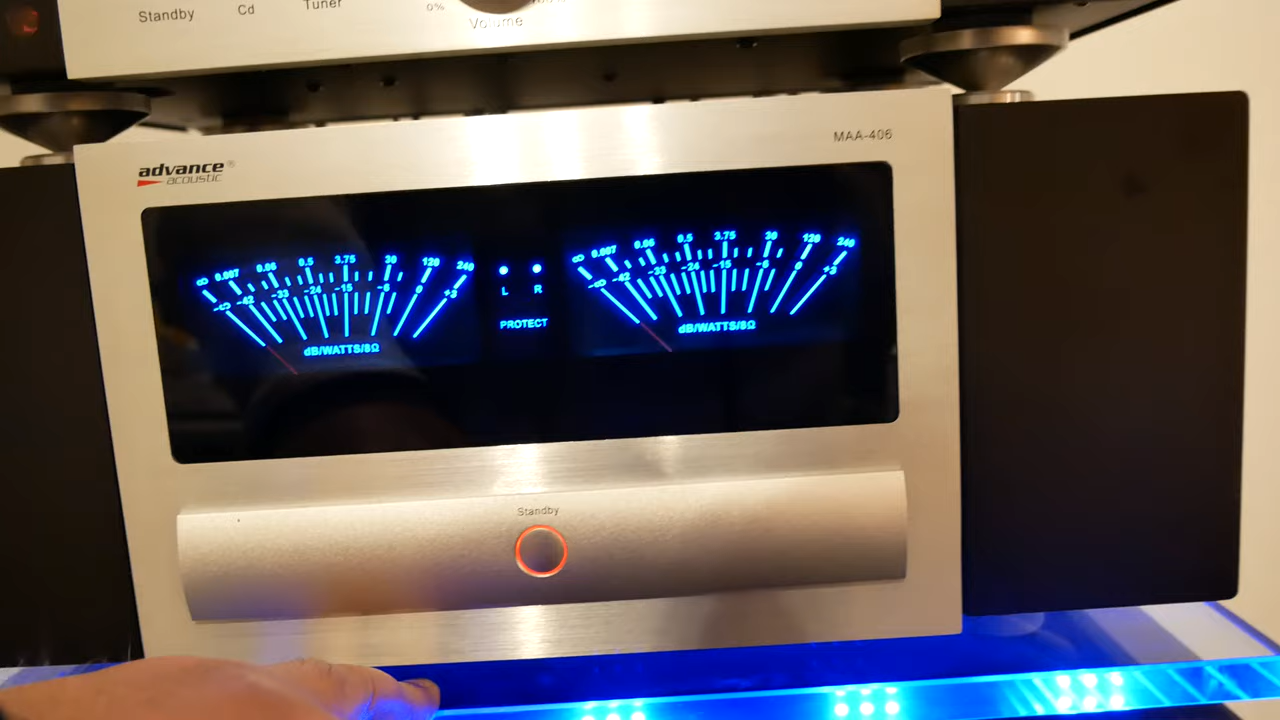 Standby Cd Tuner 0% Volume
MAA-406
advance®
acoustic
∞ 0.007 0.06 0.5 3.75 30 120 240
-∞ -42 -33 -24 -15 -6 0 +3
dB/WATTS/8Ω
L R
PROTECT
∞ 0.007 0.06 0.5 3.75 30 120 240
-∞ -42 -33 -24 -15 -6 0 +3
dB/WATTS/8Ω
Standby